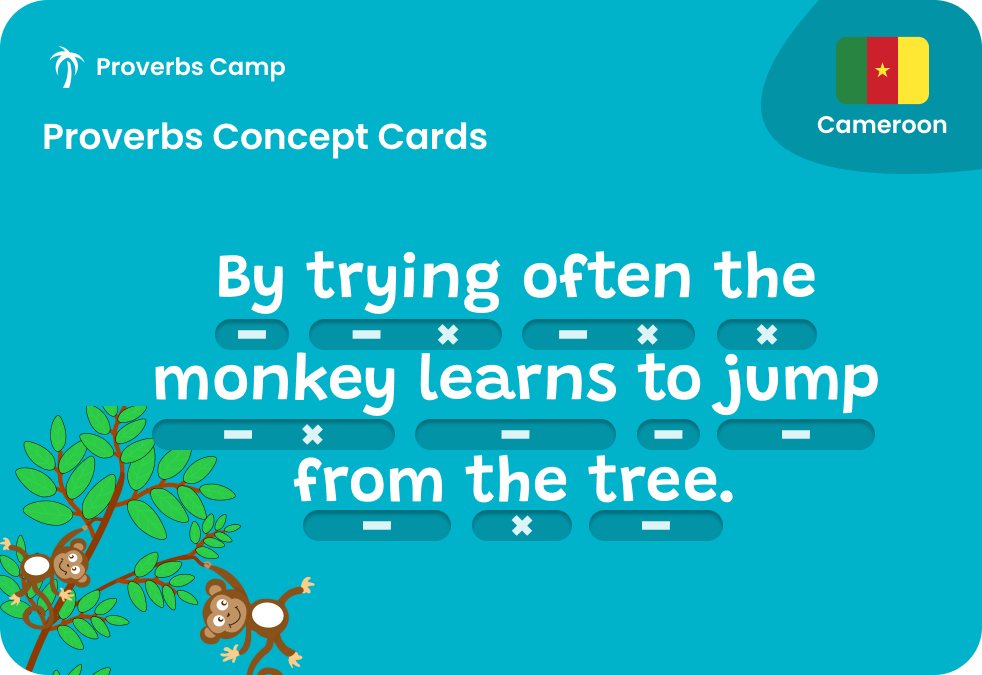 Proverbs Camp
Cameroon
Proverbs Concept Cards
By trying often the
monkey learns to jump
from the tree.